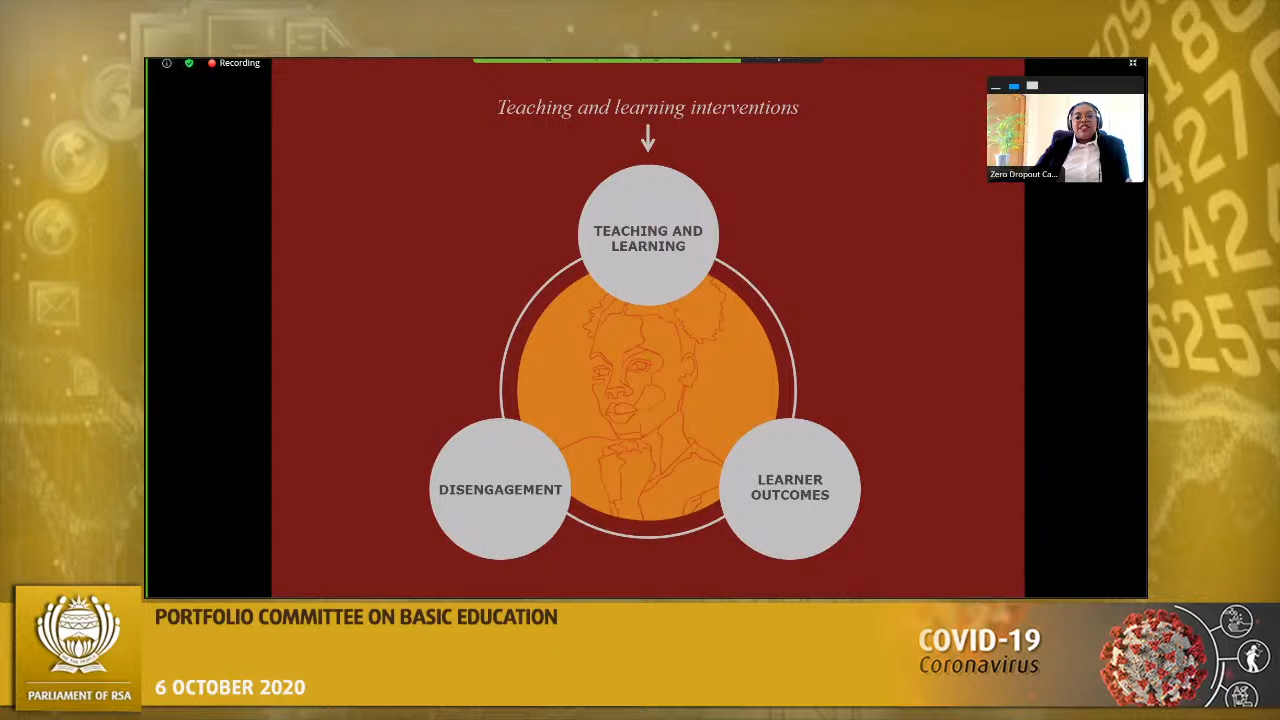 Recording
Teaching and learning interventions
TEACHING AND
LEARNING
DISENGAGEMENT
LEARNER
OUTCOMES
Zero Dropout Ca...
PORTFOLIO COMMITTEE ON BASIC EDUCATION
6 OCTOBER 2020
PARLIAMENT OF RSA
COVID-19
Coronavirus